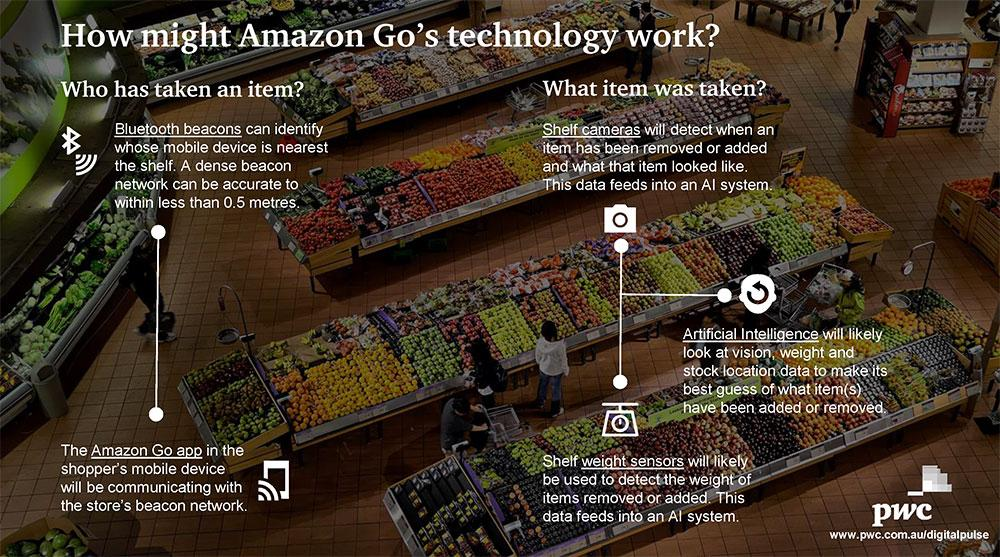 How might Amazon Go's technology work?
Who has taken an item?
Bluetooth beacons can identify
whose mobile device is nearest
the shelf. A dense beacon
network can be accurate to
within less than 0.5 metres.
The Amazon Go app in the
shopper's mobile device
will be communicating with
the store's beacon network.
What item was taken?
Shelf cameras will detect when an
item has been removed or added
and what that item looked like.
This data feeds into an AI system.
Artificial Intelligence will likely
look at vision, weight and
stock location data to make its
best guess of what item(s)
have been added or removed.
Shelf weight sensors will likely
be used to detect the weight of
items removed or added. This
data feeds into an AI system.
pwc
www.pwc.com.au/digitalpulse